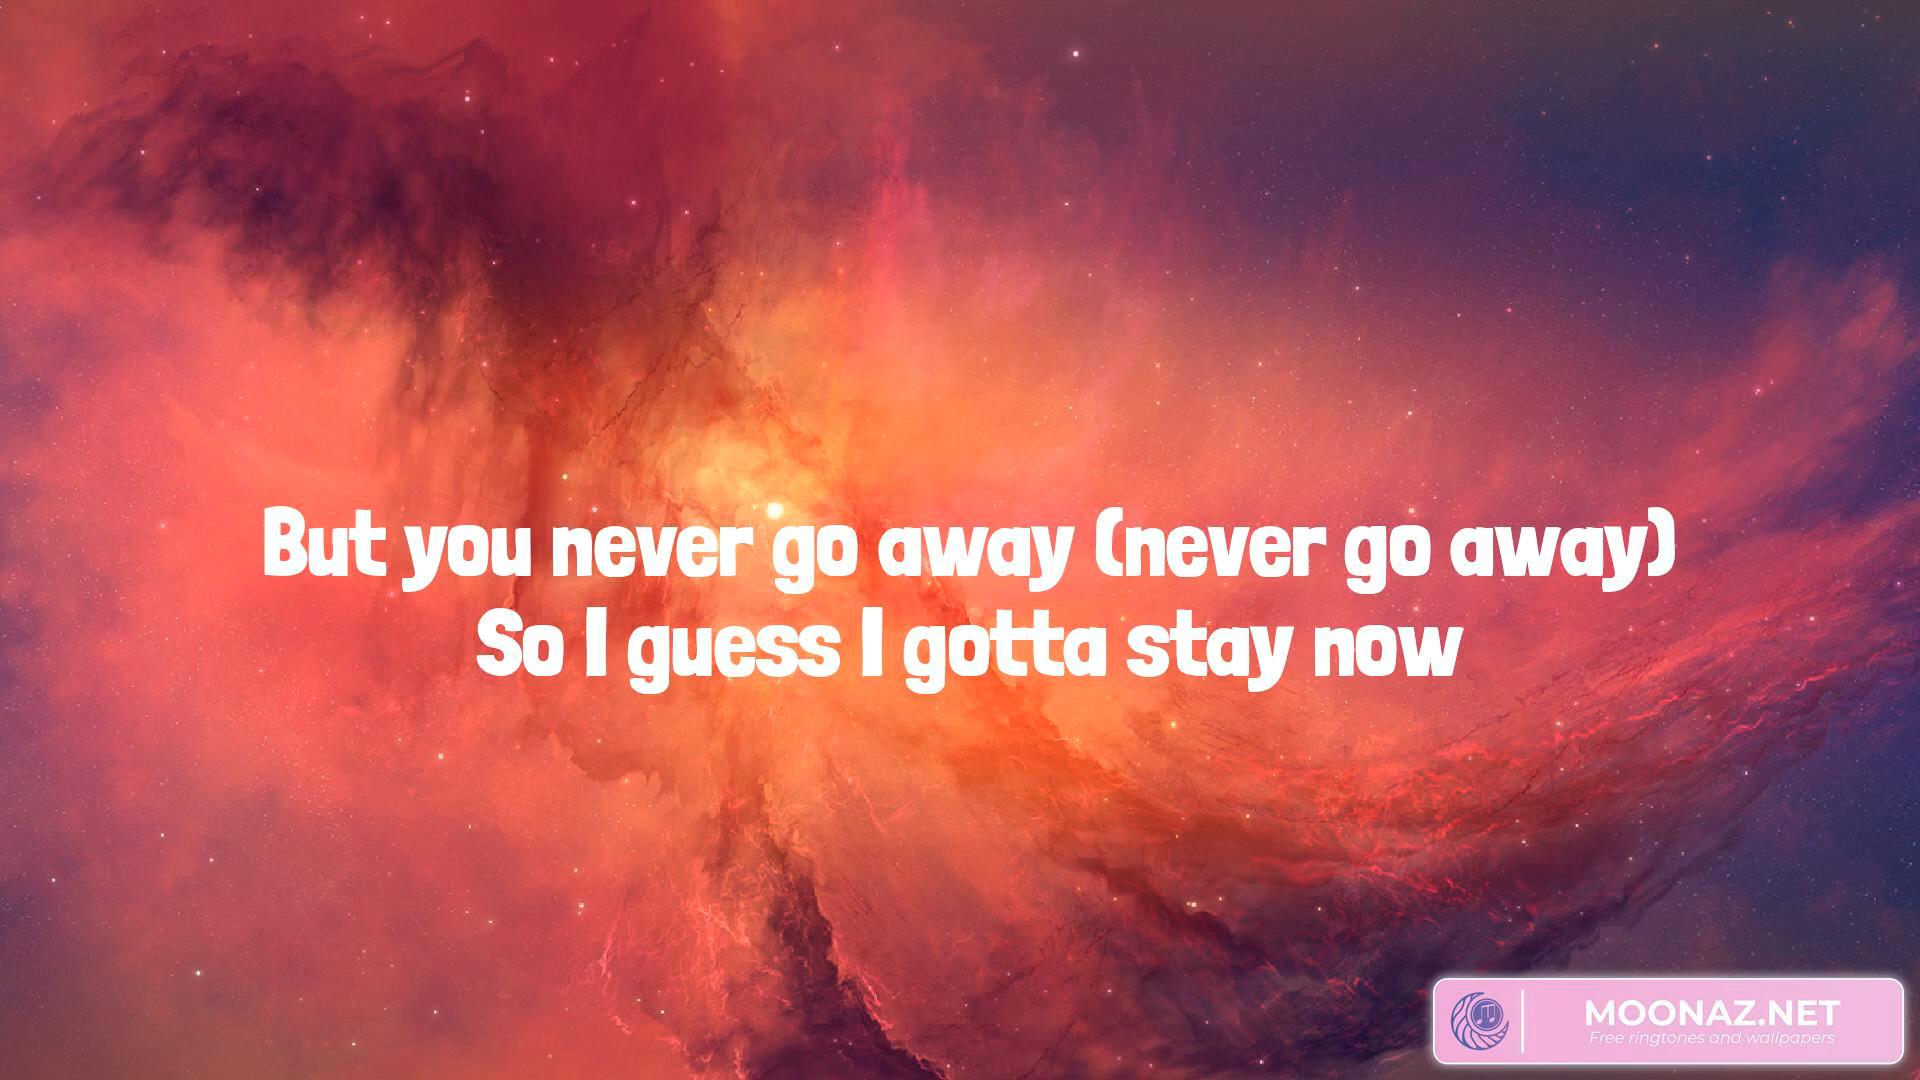 But you never go away (never go away)
So I guess I gotta stay now
MOONAZ.NET
Free ringtones and wallpapers